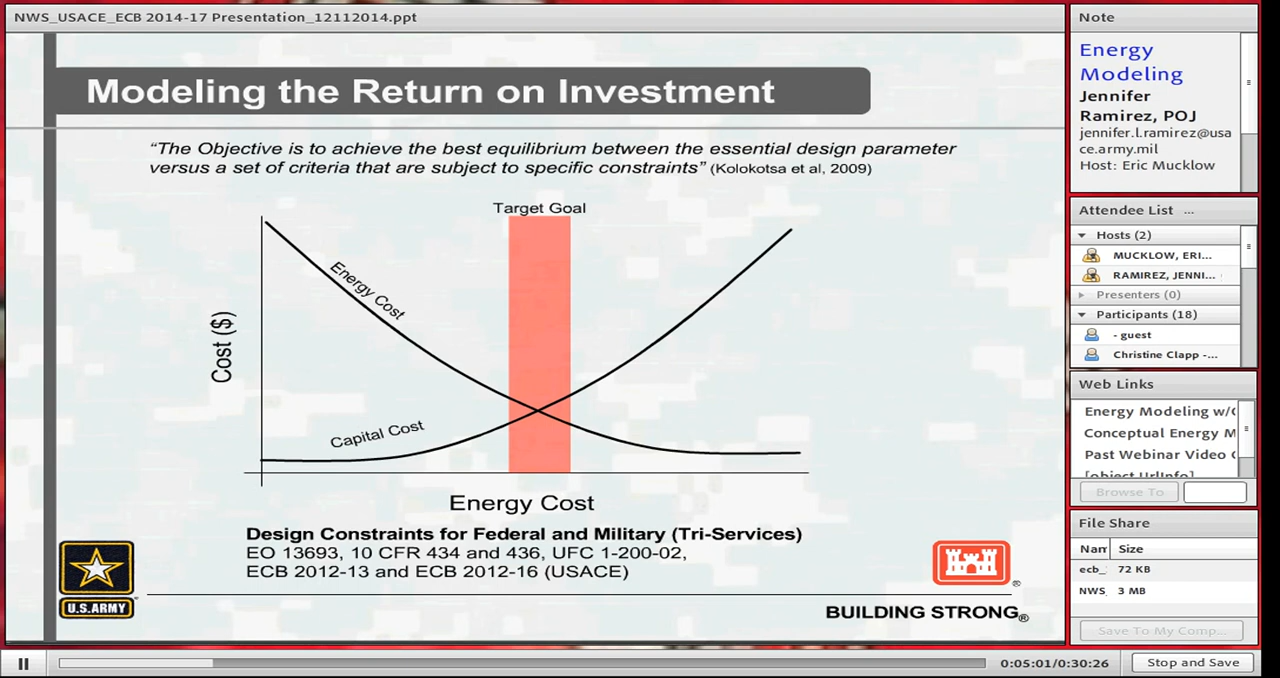 NWS_USACE_ECB 2014-17 Presentation_12112014.ppt
Modeling the Return on Investment
“The Objective is to achieve the best equilibrium between the essential design parameter
versus a set of criteria that are subject to specific constraints” (Kolokotsa et al, 2009)
Target Goal
Energy Cost
Cost ($)
Capital Cost
Energy Cost
Design Constraints for Federal and Military (Tri-Services)
EO 13693, 10 CFR 434 and 436, UFC 1-200-02,
ECB 2012-13 and ECB 2012-16 (USACE)
U.S.ARMY
BUILDING STRONG®
Note
Energy
Modeling
Jennifer
Ramirez, POJ
jennifer.l.ramirez@usa
ce.army.mil
Host: Eric Mucklow
Attendee List ...
Hosts (2)
MUCKLOW, ERI...
RAMIREZ, JENNI...
Presenters (0)
Participants (18)
- guest
Christine Clapp -...
Web Links
Energy Modeling w/
Conceptual Energy M
Past Webinar Video
[object UrlInfo]
Browse To
File Share
Nam Size
ecb_ 72 KB
NWS_ 3 MB
Save To My Comp...
0:05:01/0:30:26
Stop and Save